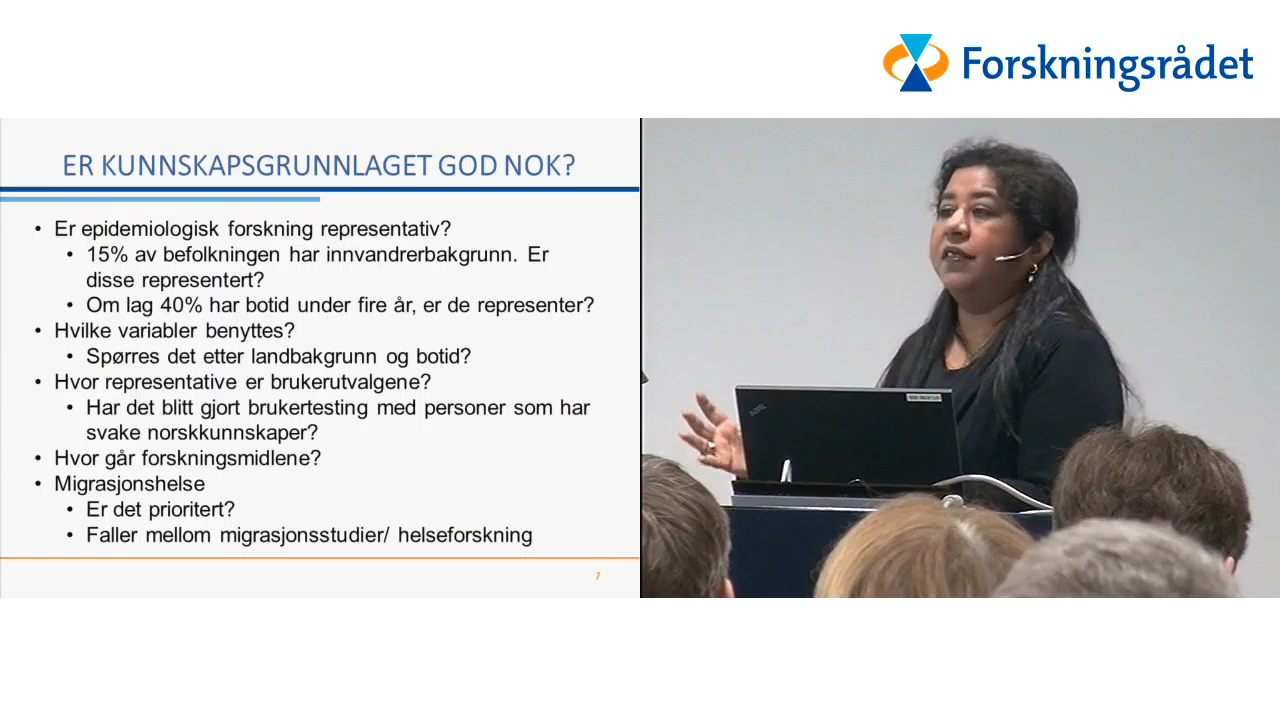 Forskningsrådet
ER KUNNSKAPSGRUNNLAGET GOD NOK?
• Er epidemiologisk forskning representativ?
• 15% av befolkningen har innvandrerbakgrunn. Er
disse representert?
• Om lag 40% har botid under fire år, er de representer?
• Hvilke variabler benyttes?
• Spørres det etter landbakgrunn og botid?
• Hvor representative er brukerutvalgene?
• Har det blitt gjort brukertesting med personer som har
svake norskkunnskaper?
• Hvor går forskningsmidlene?
• Migrasjonshelse
• Er det prioritert?
• Faller mellom migrasjonsstudier/ helseforskning
7